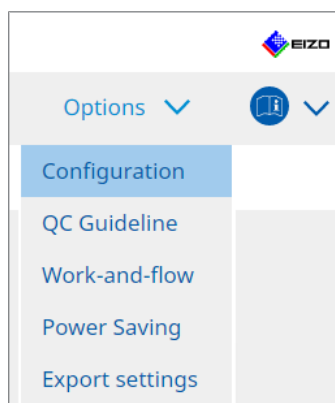 EIZO
Options
Configuration
QC Guideline
Work-and-flow
Power Saving
Export settings